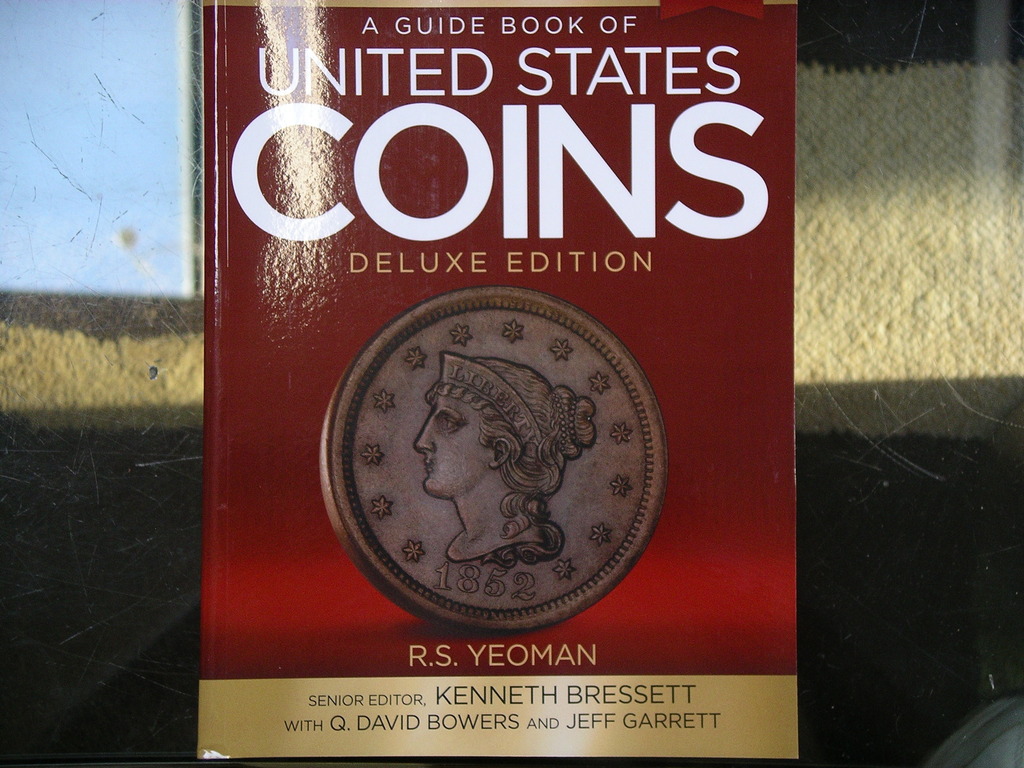 A GUIDE BOOK OF
UNITED STATES
COINS
DELUXE EDITION
LIBERTY
1852
R.S. YEOMAN
SENIOR EDITOR, KENNETH BRESSETT
WITH Q. DAVID BOWERS AND JEFF GARRETT